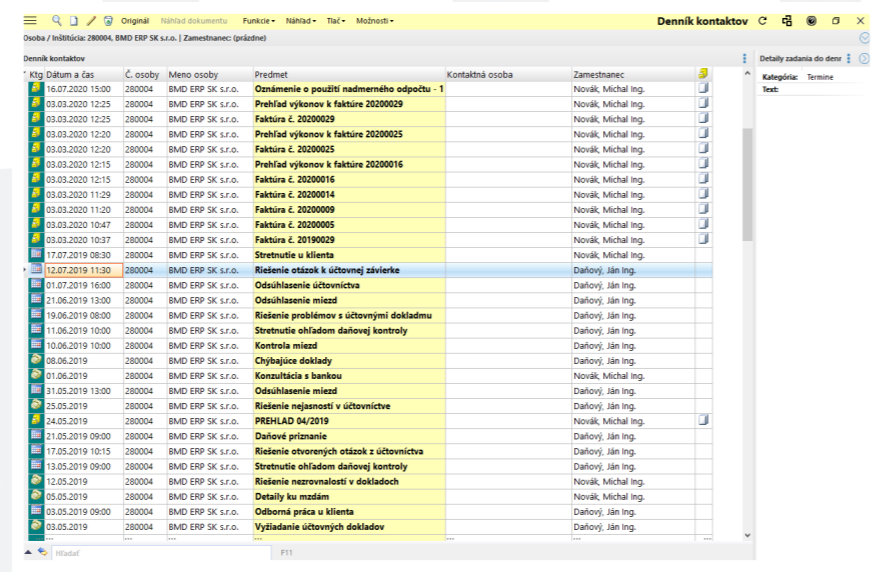 Originál Náhľad dokumentu Funkcie Náhľad Tlač Možnosti Denník kontaktov
Osoba / Inštitúcia: 280004, BMD ERP SK s.r.o. | Zamestnanec: (prázdne)
Denník kontaktov
Detaily zadania do denr
Ktg Dátum a čas Č. osoby Meno osoby Predmet Kontaktná osoba Zamestnanec
Kategória: Termine
Text:
16.07.2020 15:00 280004 BMD ERP SK s.r.o. Oznámenie o použití nadmerného odpočtu - 1 Novák, Michal Ing.
03.03.2020 12:25 280004 BMD ERP SK s.r.o. Prehľad výkonov k faktúre 20200029 Novák, Michal Ing.
03.03.2020 12:25 280004 BMD ERP SK s.r.o. Faktúra č. 20200029 Novák, Michal Ing.
03.03.2020 12:20 280004 BMD ERP SK s.r.o. Prehľad výkonov k faktúre 20200025 Novák, Michal Ing.
03.03.2020 12:20 280004 BMD ERP SK s.r.o. Faktúra č. 20200025 Novák, Michal Ing.
03.03.2020 12:15 280004 BMD ERP SK s.r.o. Prehľad výkonov k faktúre 20200016 Novák, Michal Ing.
03.03.2020 12:15 280004 BMD ERP SK s.r.o. Faktúra č. 20200016 Novák, Michal Ing.
03.03.2020 11:29 280004 BMD ERP SK s.r.o. Faktúra č. 20200014 Novák, Michal Ing.
03.03.2020 11:20 280004 BMD ERP SK s.r.o. Faktúra č. 20200009 Novák, Michal Ing.
03.03.2020 10:47 280004 BMD ERP SK s.r.o. Faktúra č. 20200005 Novák, Michal Ing.
03.03.2020 10:37 280004 BMD ERP SK s.r.o. Faktúra č. 20190029 Novák, Michal Ing.
17.07.2019 08:30 280004 BMD ERP SK s.r.o. Stretnutie u klienta Novák, Michal Ing.
12.07.2019 11:30 280004 BMD ERP SK s.r.o. Riešenie otázok k účtovnej závierke Daňový, Ján Ing.
01.07.2019 16:00 280004 BMD ERP SK s.r.o. Odsúhlasenie účtovníctva Daňový, Ján Ing.
21.06.2019 13:00 280004 BMD ERP SK s.r.o. Odsúhlasenie miezd Daňový, Ján Ing.
19.06.2019 08:00 280004 BMD ERP SK s.r.o. Riešenie problémov s účtovnými dokladmu Daňový, Ján Ing.
11.06.2019 10:00 280004 BMD ERP SK s.r.o. Stretnutie ohľadom daňovej kontroly Daňový, Ján Ing.
10.06.2019 10:00 280004 BMD ERP SK s.r.o. Kontrola miezd Daňový, Ján Ing.
08.06.2019 280004 BMD ERP SK s.r.o. Chýbajúce doklady Daňový, Ján Ing.
01.06.2019 280004 BMD ERP SK s.r.o. Konzultácia s bankou Novák, Michal Ing.
31.05.2019 13:00 280004 BMD ERP SK s.r.o. Odsúhlasenie miezd Daňový, Ján Ing.
25.05.2019 280004 BMD ERP SK s.r.o. Riešenie nejasností v účtovníctve Daňový, Ján Ing.
24.05.2019 280004 BMD ERP SK s.r.o. PREHLAD 04/2019 Novák, Michal Ing.
21.05.2019 09:00 280004 BMD ERP SK s.r.o. Daňové priznanie Daňový, Ján Ing.
17.05.2019 10:15 280004 BMD ERP SK s.r.o. Riešenie otvorených otázok z účtovníctva Daňový, Ján Ing.
13.05.2019 09:00 280004 BMD ERP SK s.r.o. Stretnutie ohľadom daňovej kontroly Daňový, Ján Ing.
12.05.2019 280004 BMD ERP SK s.r.o. Riešenie nezrovnalostí v dokladoch Novák, Michal Ing.
05.05.2019 280004 BMD ERP SK s.r.o. Detaily ku mzdám Novák, Michal Ing.
03.05.2019 09:00 280004 BMD ERP SK s.r.o. Odborná práca u klienta Daňový, Ján Ing.
03.05.2019 280004 BMD ERP SK s.r.o. Vyžiadanie účtovných dokladov Daňový, Ján Ing.
... ... ... ... ... ... ...
Hľadať F11